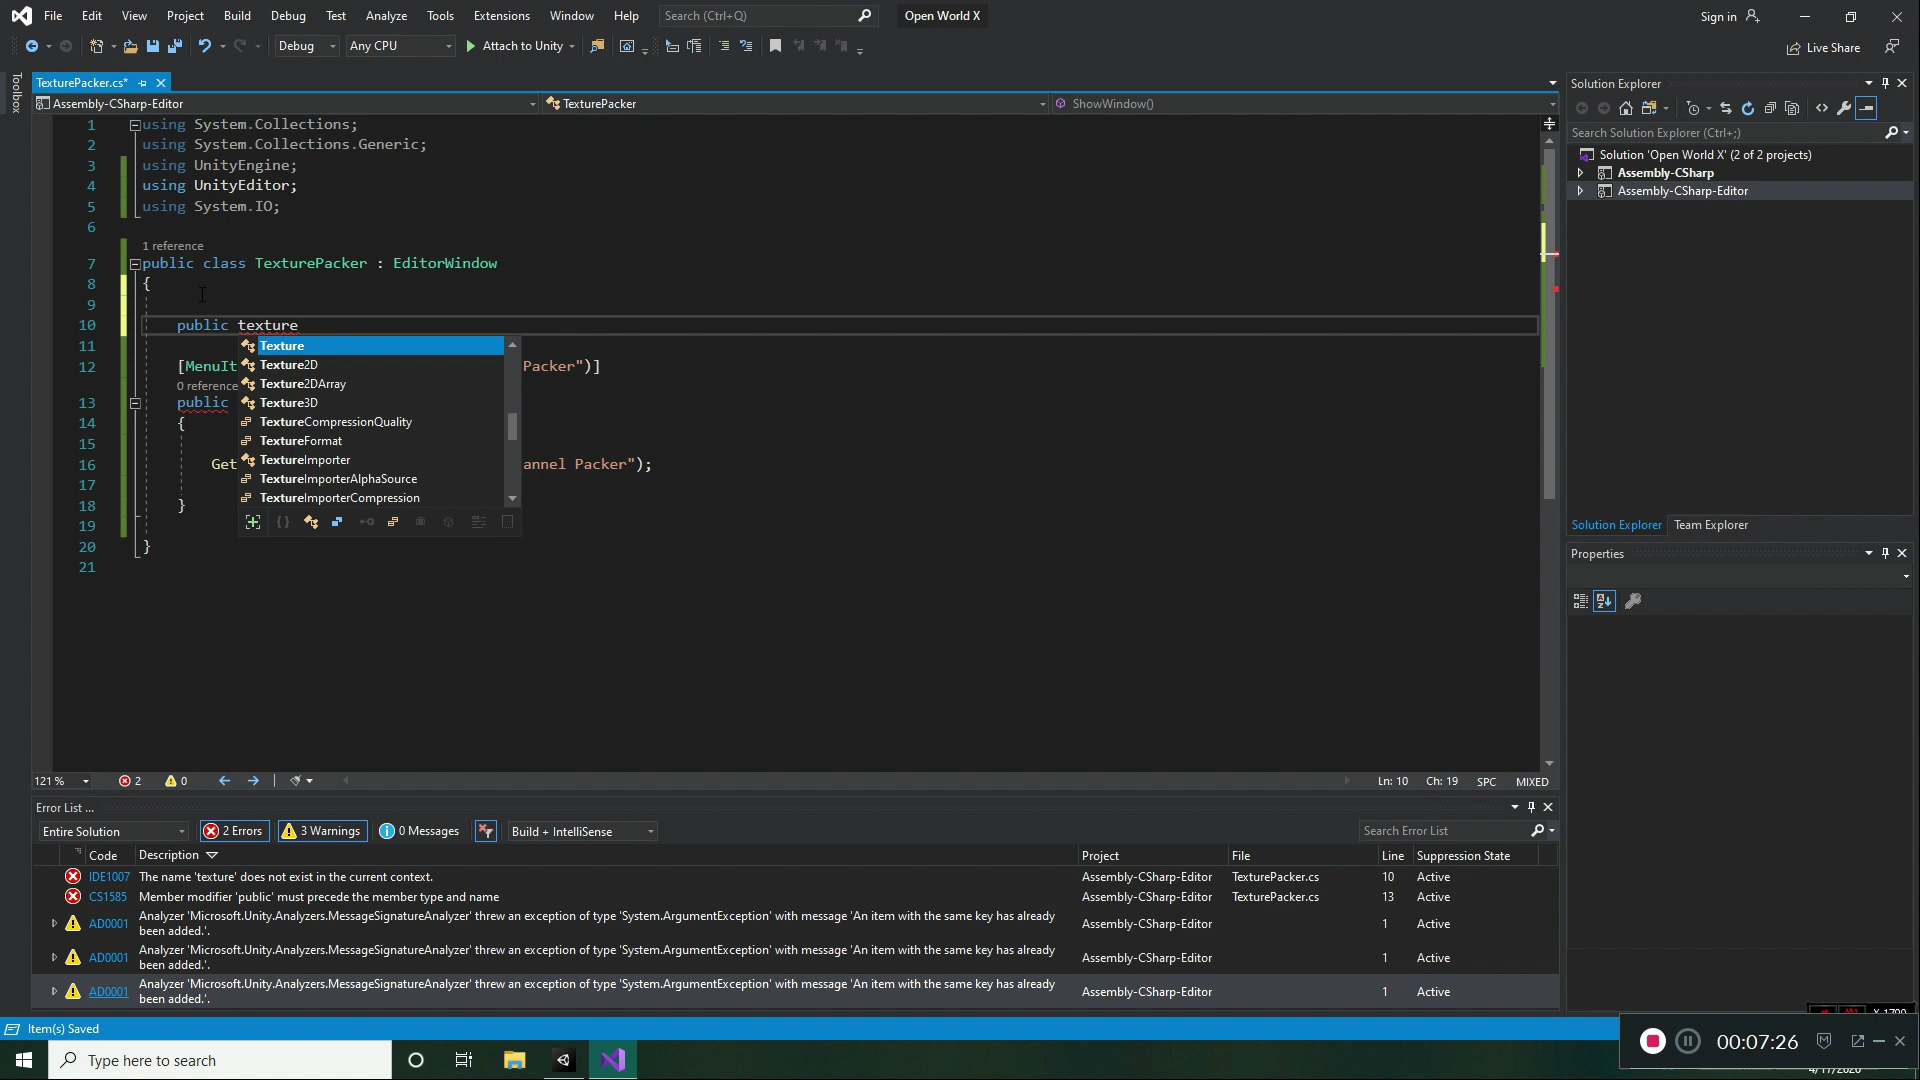 File Edit View Project Build Debug Test Analyze Tools Extensions Window Help Search (Ctrl+Q) Open World X Sign in
Debug Any CPU Attach to Unity Live Share
Toolbox
TexturePacker.cs*
Assembly-CSharp-Editor TexturePacker ShowWindow()
1 using System.Collections;
2 using System.Collections.Generic;
3 using UnityEngine;
4 using UnityEditor;
5 using System.IO;
6
1 reference
7 public class TexturePacker : EditorWindow
8 {
9
10 public texture
11
12 [MenuIt Packer")]
0 reference
13 public
14 {
15
16 Get annel Packer");
17
18 }
19
20 }
21
Texture
Texture2D
Texture2DArray
Texture3D
TextureCompressionQuality
TextureFormat
TextureImporter
TextureImporterAlphaSource
TextureImporterCompression
Solution Explorer
Search Solution Explorer (Ctrl+;)
Solution 'Open World X' (2 of 2 projects)
Assembly-CSharp
Assembly-CSharp-Editor
Solution Explorer Team Explorer
Properties
121 % 2 0 Ln: 10 Ch: 19 SPC MIXED
Error List ...
Entire Solution 2 Errors 3 Warnings 0 Messages Build + IntelliSense Search Error List
Code Description Project File Line Suppression State
IDE1007 The name 'texture' does not exist in the current context. Assembly-CSharp-Editor TexturePacker.cs 10 Active
CS1585 Member modifier 'public' must precede the member type and name Assembly-CSharp-Editor TexturePacker.cs 13 Active
AD0001 Analyzer 'Microsoft.Unity.Analyzers.MessageSignatureAnalyzer' threw an exception of type 'System.ArgumentException' with message 'An item with the same key has already
been added.'. Assembly-CSharp-Editor 1 Active
AD0001 Analyzer 'Microsoft.Unity.Analyzers.MessageSignatureAnalyzer' threw an exception of type 'System.ArgumentException' with message 'An item with the same key has already
been added.'. Assembly-CSharp-Editor 1 Active
AD0001 Analyzer 'Microsoft.Unity.Analyzers.MessageSignatureAnalyzer' threw an exception of type 'System.ArgumentException' with message 'An item with the same key has already
been added.'. Assembly-CSharp-Editor 1 Active
Item(s) Saved
Type here to search
00:07:26